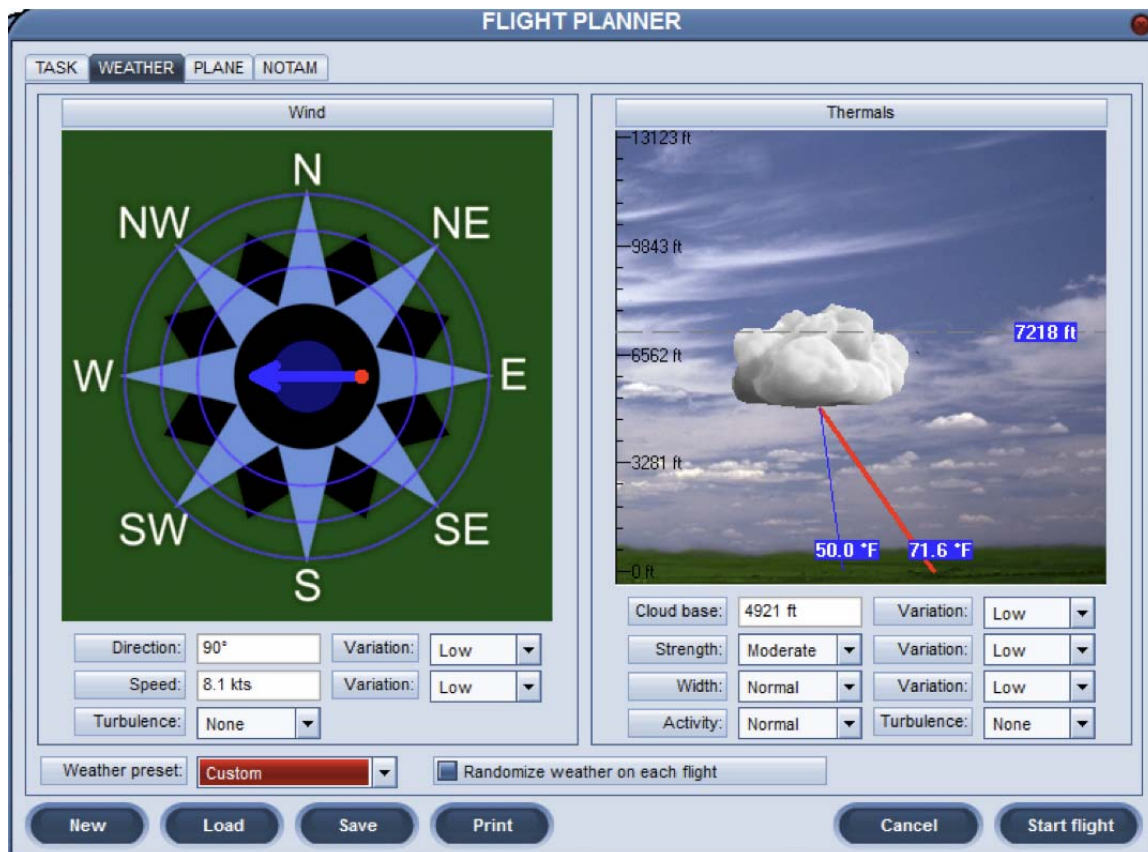 FLIGHT PLANNER
TASK WEATHER PLANE NOTAM
Wind
N
NW NE
W E
SW SE
S
Direction: 90° Variation: Low
Speed: 8.1 kts Variation: Low
Turbulence: None
Thermals
13123 ft
9843 ft
7218 ft
6562 ft
3281 ft
50.0 °F 71.6 °F
0 ft
Cloud base: 4921 ft Variation: Low
Strength: Moderate Variation: Low
Width: Normal Variation: Low
Activity: Normal Turbulence: None
Weather preset: Custom Randomize weather on each flight
New Load Save Print Cancel Start flight